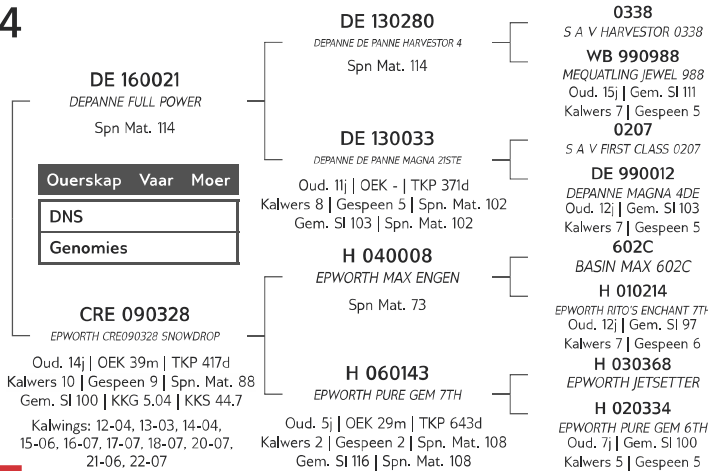 4
DE 160021
DEPANNE FULL POWER
Spn Mat. 114
Ouerskap Vaar Moer
DNS
Genomies
CRE 090328
EPWORTH CRE090328 SNOWDROP
Oud. 14j | OEK 39m | TKP 417d
Kalwers 10 | Gespeen 9 | Spn. Mat. 88
Gem. SI 100 | KKG 5.04 | KKS 44.7
Kalwings: 12-04, 13-03, 14-04,
15-06, 16-07, 17-07, 18-07, 20-07,
21-06, 22-07
DE 130280
DEPANNE DE PANNE HARVESTOR 4
Spn Mat. 114
DE 130033
DEPANNE DE PANNE MAGNA 21STE
Oud. 11j | OEK - | TKP 371d
Kalwers 8 | Gespeen 5 | Spn. Mat. 102
Gem. SI 103 | Spn. Mat. 102
H 040008
EPWORTH MAX ENGEN
Spn Mat. 73
H 060143
EPWORTH PURE GEM 7TH
Oud. 5j | OEK 29m | TKP 643d
Kalwers 2 | Gespeen 2 | Spn. Mat. 108
Gem. SI 116 | Spn. Mat. 108
0338
S A V HARVESTOR 0338
WB 990988
MEQUATLING JEWEL 988
Oud. 15j | Gem. SI 111
Kalwers 7 | Gespeen 5
0207
S A V FIRST CLASS 0207
DE 990012
DEPANNE MAGNA 4DE
Oud. 12j | Gem. SI 103
Kalwers 7 | Gespeen 5
602C
BASIN MAX 602C
H 010214
EPWORTH RITO'S ENCHANT 7TH
Oud. 12j | Gem. SI 97
Kalwers 7 | Gespeen 6
H 030368
EPWORTH JETSETTER
H 020334
EPWORTH PURE GEM 6TH
Oud. 7j | Gem. SI 100
Kalwers 5 | Gespeen 5